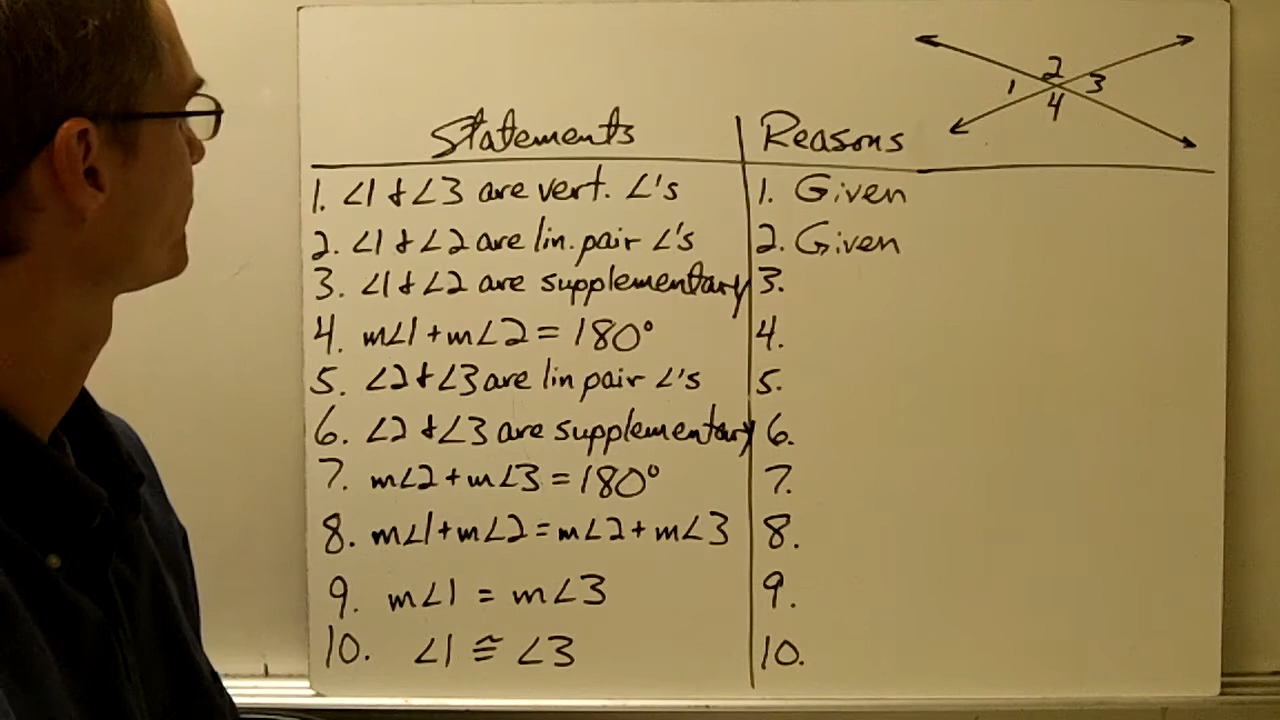 2
1 3
4
Statements Reasons
1. ∠1 & ∠3 are vert. ∠'s 1. Given
2. ∠1 & ∠2 are lin. pair ∠'s 2. Given
3. ∠1 & ∠2 are supplementary 3.
4. m∠1 + m∠2 = 180° 4.
5. ∠2 & ∠3 are lin pair ∠'s 5.
6. ∠2 & ∠3 are supplementary 6.
7. m∠2 + m∠3 = 180° 7.
8. m∠1 + m∠2 = m∠2 + m∠3 8.
9. m∠1 = m∠3 9.
10. ∠1 ≅ ∠3 10.